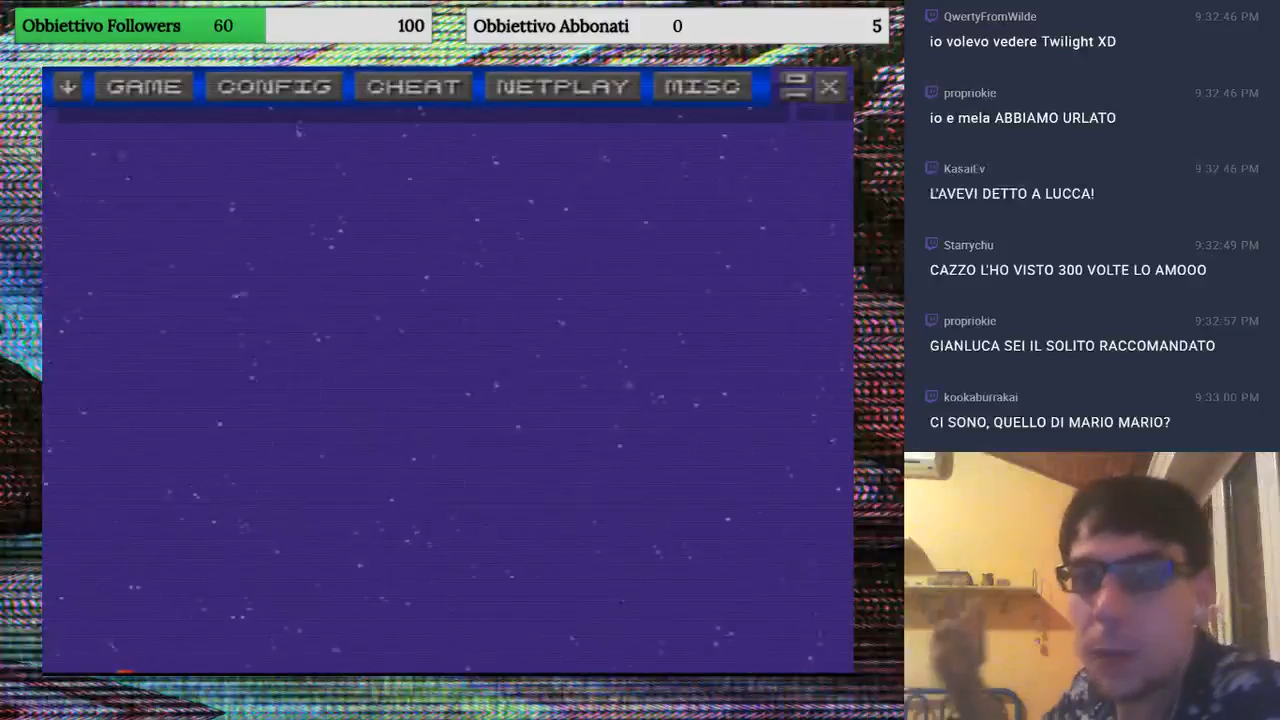 Obbiettivo Followers 60 100
Obbiettivo Abbonati 0 5
GAME CONFIG CHEAT NETPLAY MISC X
QwertyFromWilde 9:32:46 PM
io volevo vedere Twilight XD
propriokie 9:32:46 PM
io e mela ABBIAMO URLATO
KasaiEv 9:32:46 PM
L'AVEVI DETTO A LUCCA!
Starrychu 9:32:49 PM
CAZZO L'HO VISTO 300 VOLTE LO AMOOO
propriokie 9:32:57 PM
GIANLUCA SEI IL SOLITO RACCOMANDATO
kookaburrakai 9:33:00 PM
CI SONO, QUELLO DI MARIO MARIO?